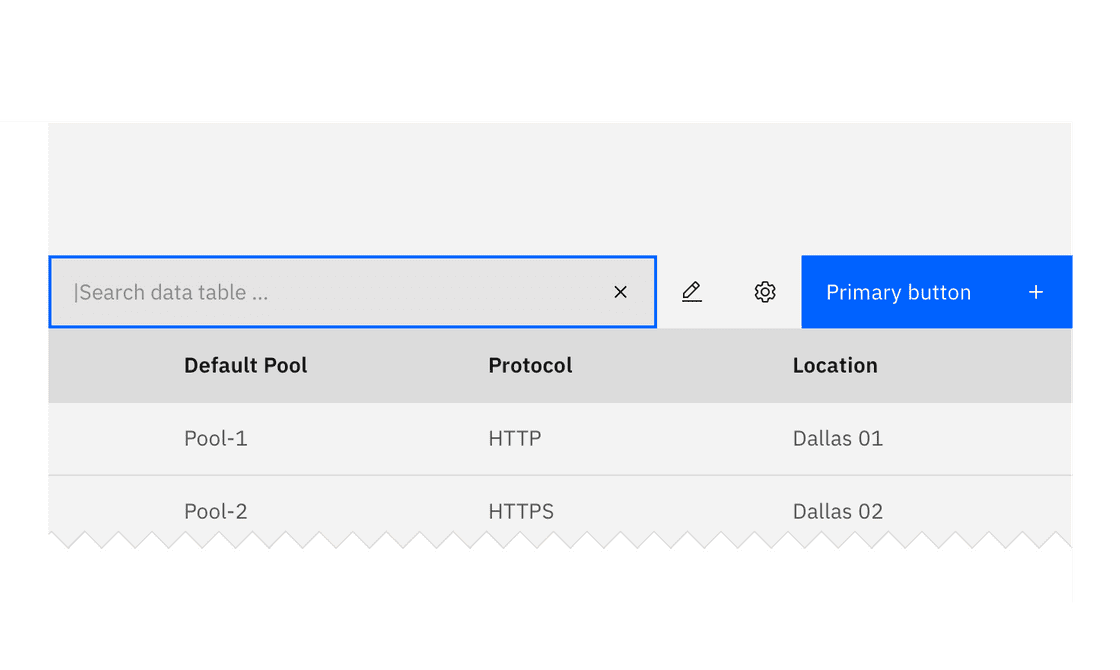 Search data table ...
Primary button
Default Pool Protocol Location
Pool-1 HTTP Dallas 01
Pool-2 HTTPS Dallas 02